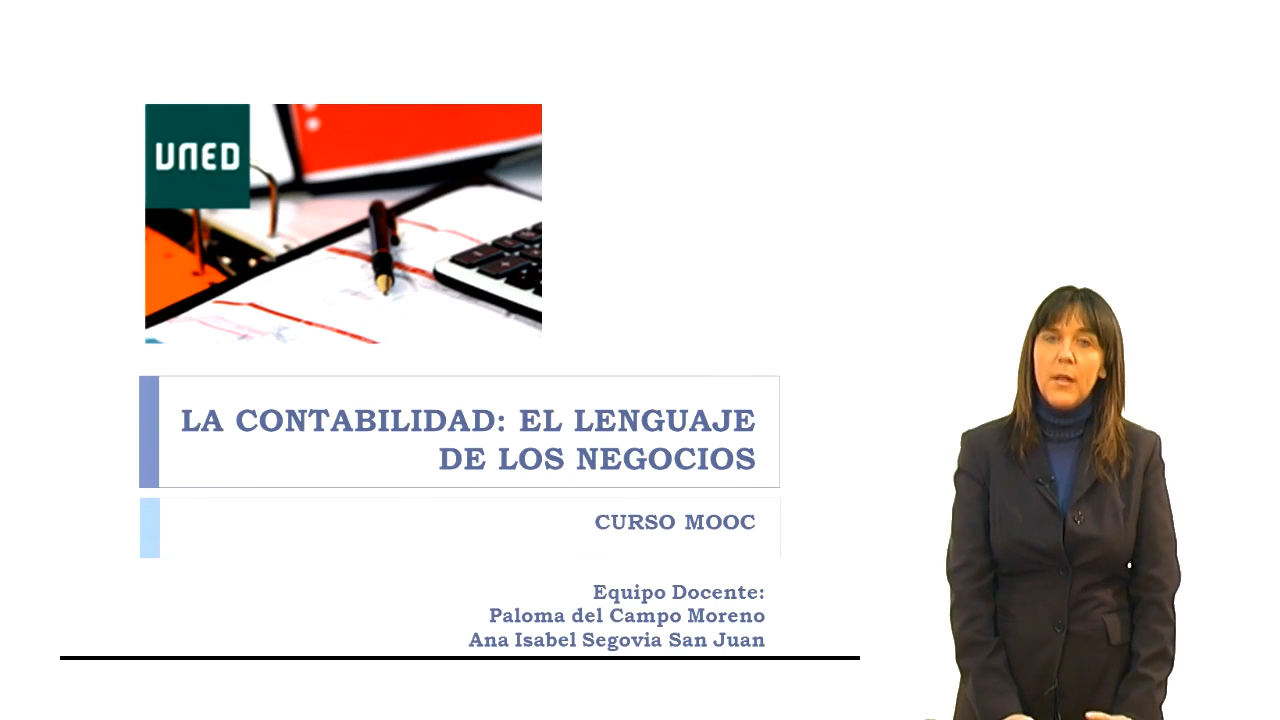 UNED
LA CONTABILIDAD: EL LENGUAJE
DE LOS NEGOCIOS
CURSO MOOC
Equipo Docente:
Paloma del Campo Moreno
Ana Isabel Segovia San Juan